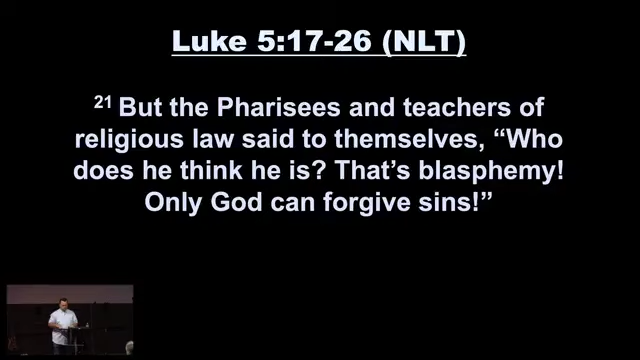 Luke 5:17-26 (NLT)
21 But the Pharisees and teachers of
religious law said to themselves, “Who
does he think he is? That’s blasphemy!
Only God can forgive sins!”